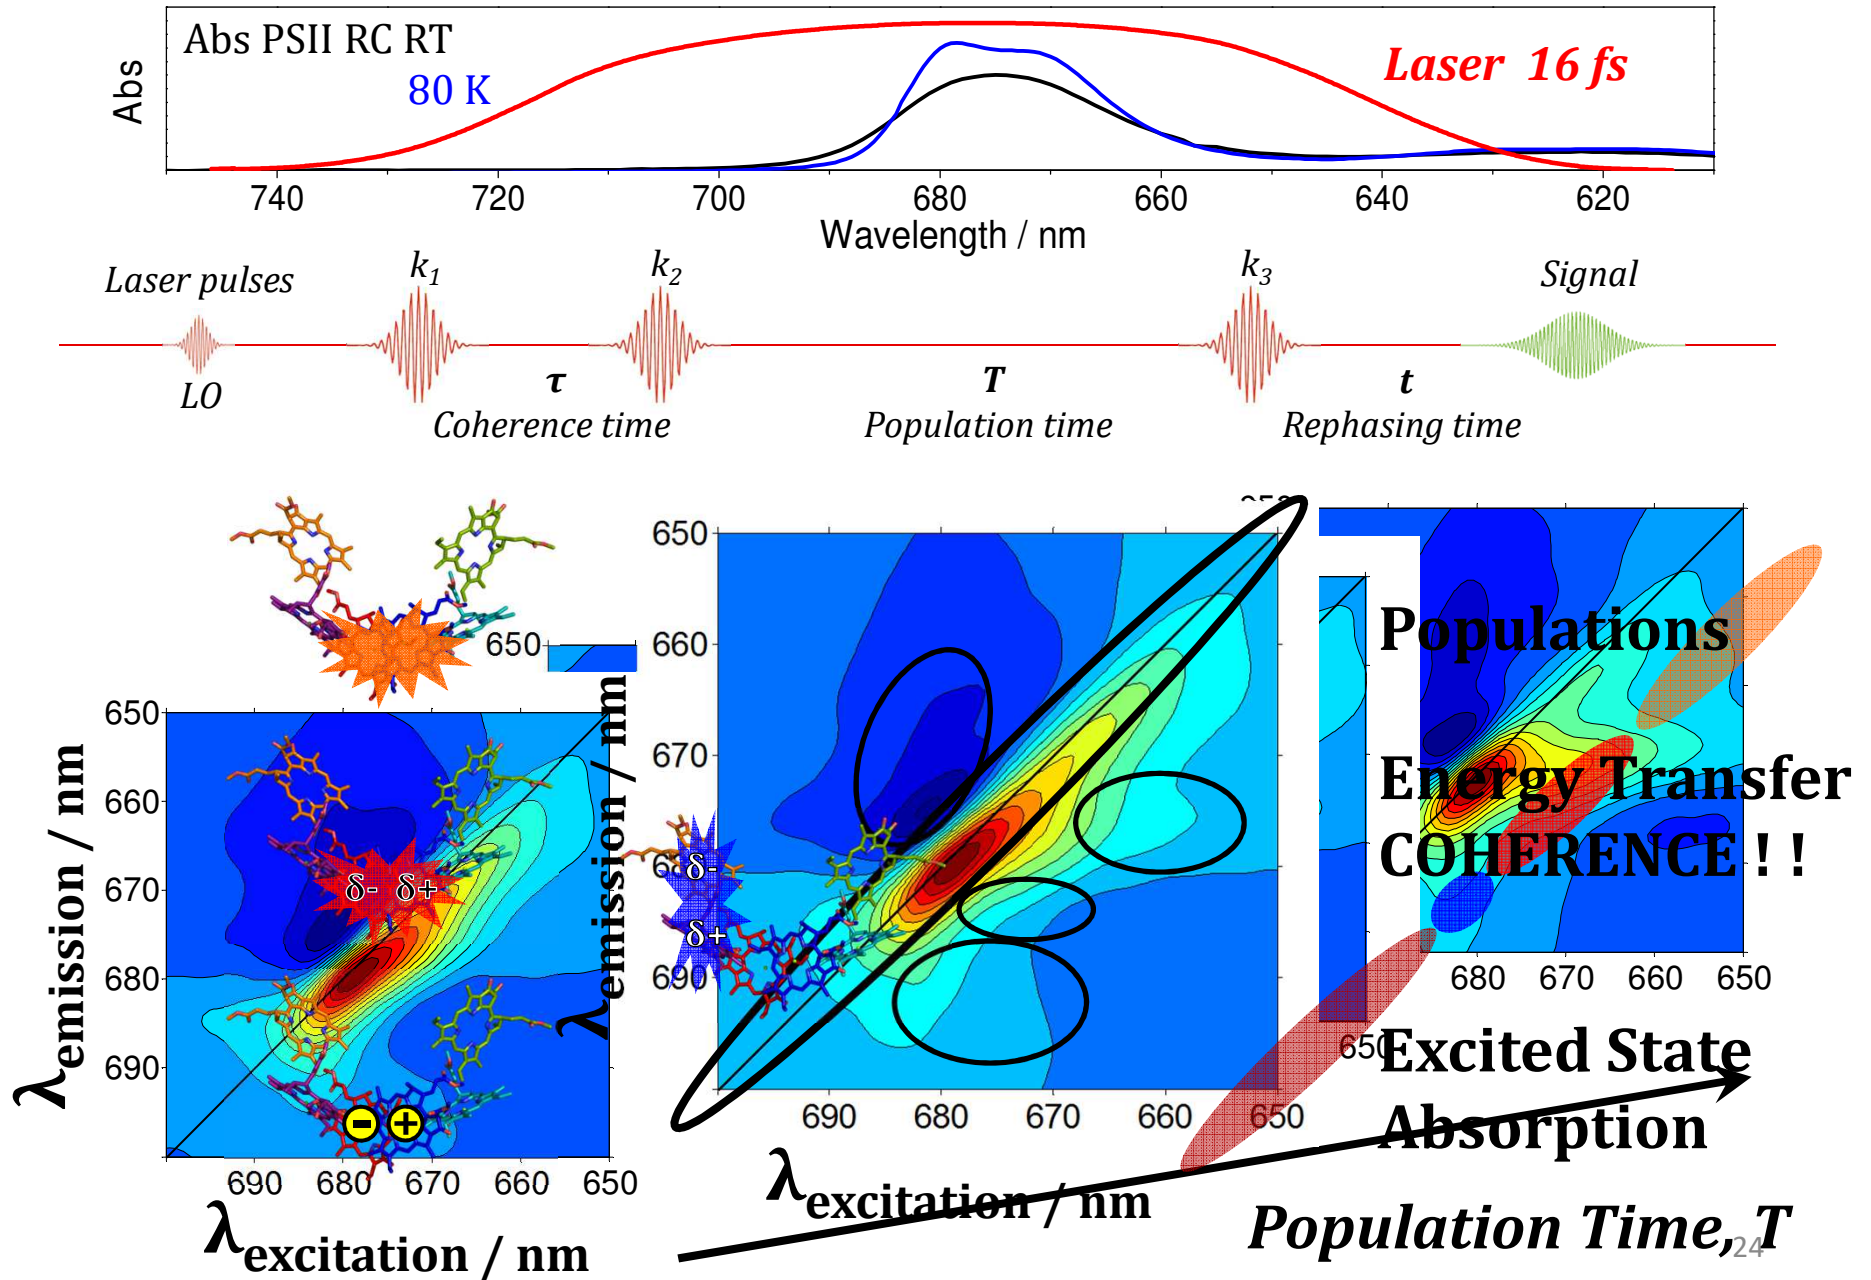 Abs PSII RC RT
80 K
Laser 16 fs
Abs
740 720 700 680 660 640 620
Wavelength / nm
Laser pulses
k1
k2
k3
Signal
LO
τ
T
t
Coherence time
Population time
Rephasing time
650
660
670
690
690 680 670 660 650
λemission / nm
λexcitation / nm
650
650
660
670
680
690
690 680 670 660 650
λemission / nm
λexcitation / nm
δ- δ+
δ-
δ+
- +
680 670 660 650
650
Populations
Energy Transfer
COHERENCE ! !
Excited State
Absorption
Population Time, T
24